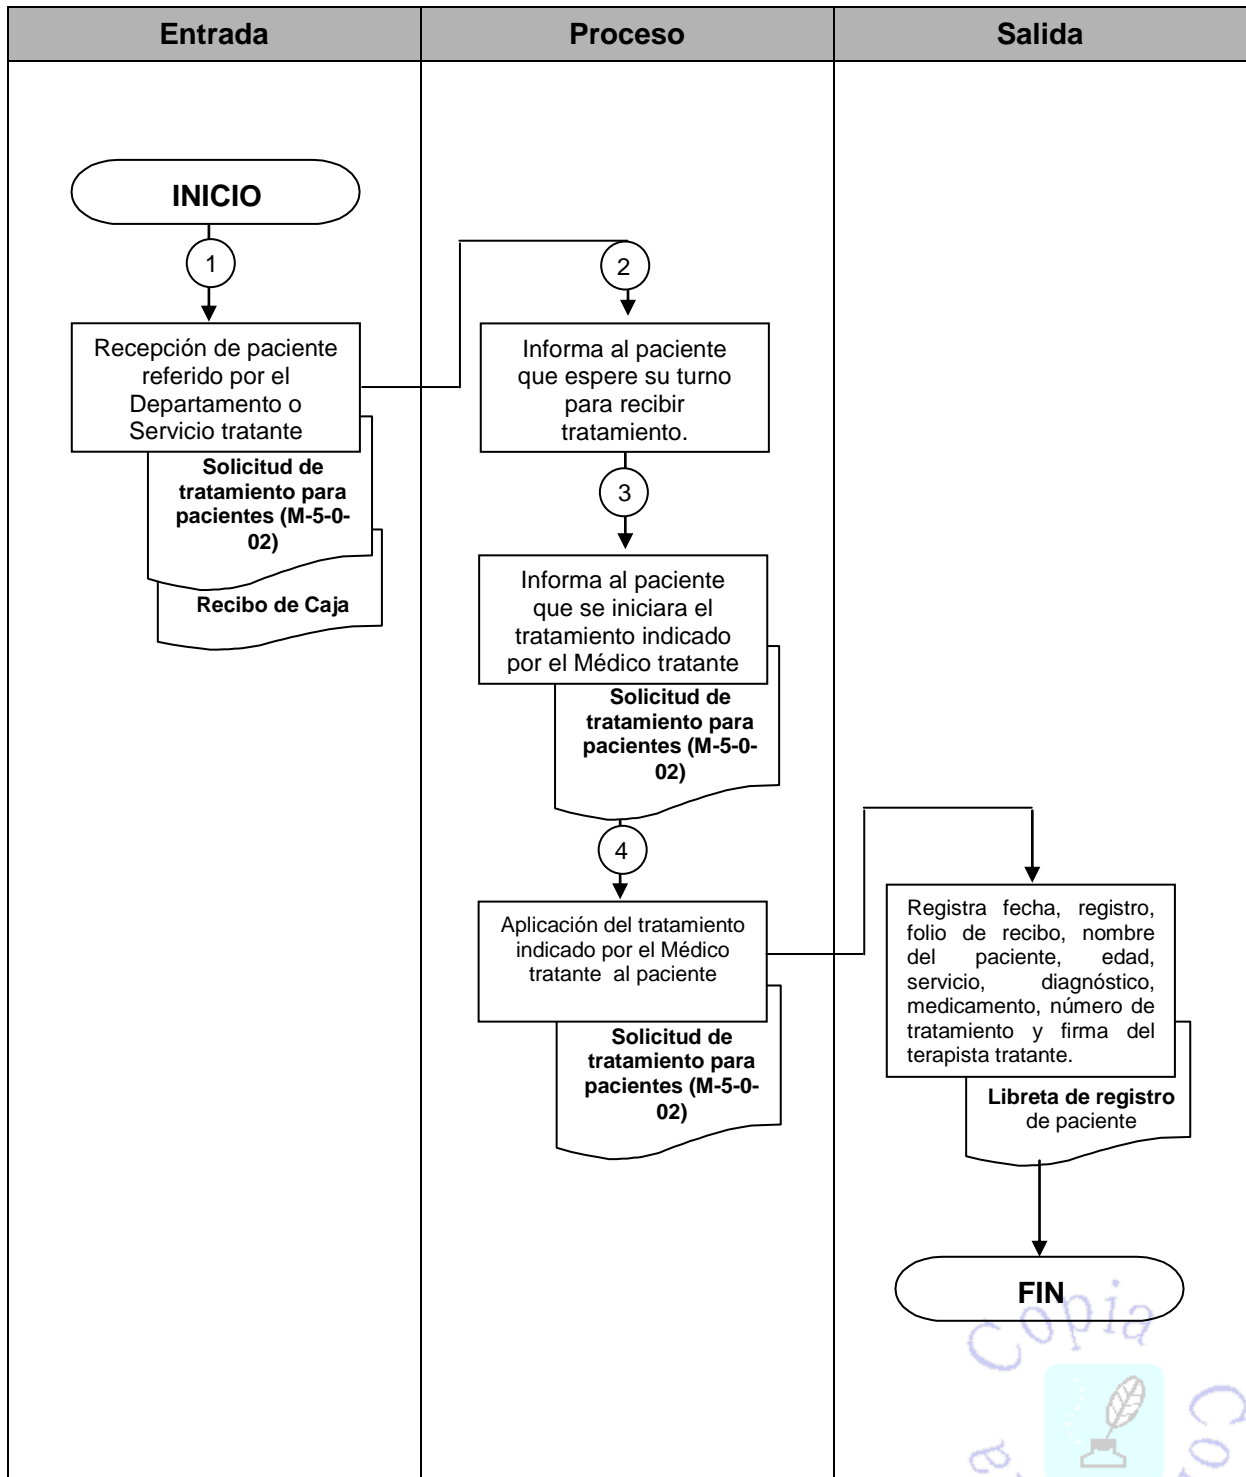 Entrada
Proceso
Salida
INICIO
1
Recepción de paciente
referido por el
Departamento o
Servicio tratante
Solicitud de
tratamiento para
pacientes (M-5-0-
02)
Recibo de Caja
2
Informa al paciente
que espere su turno
para recibir
tratamiento.
3
Informa al paciente
que se iniciara el
tratamiento indicado
por el Médico tratante
Solicitud de
tratamiento para
pacientes (M-5-0-
02)
4
Aplicación del tratamiento
indicado por el Médico
tratante al paciente
Solicitud de
tratamiento para
pacientes (M-5-0-
02)
Registra fecha, registro,
folio de recibo, nombre
del paciente, edad,
servicio, diagnóstico,
medicamento, número de
tratamiento y firma del
terapista tratante.
Libreta de registro
de paciente
FIN
Copia